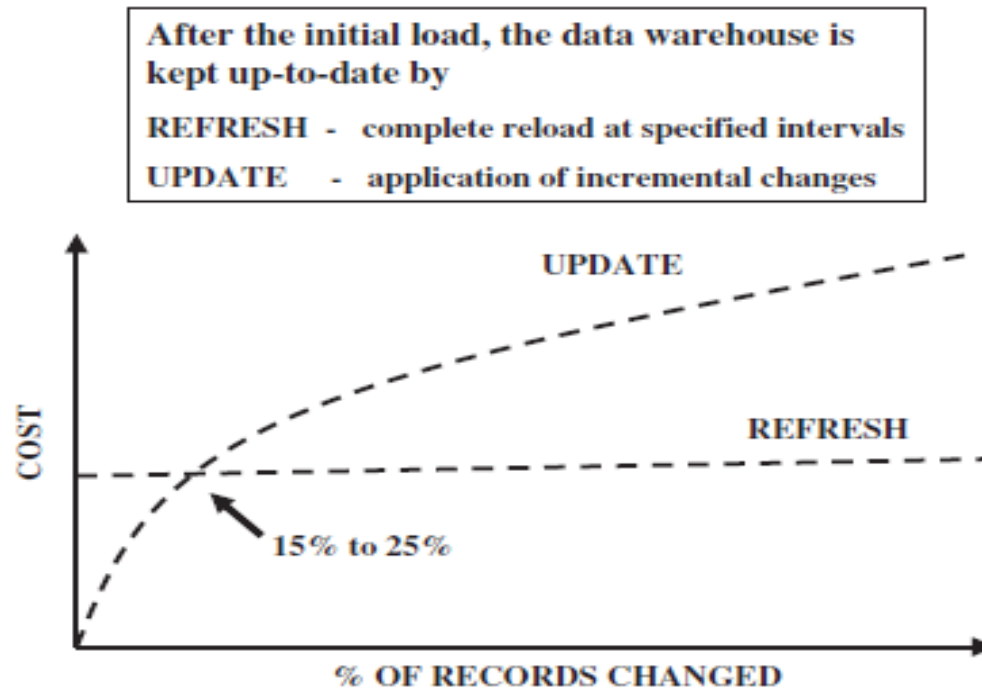 After the initial load, the data warehouse is
kept up-to-date by
REFRESH - complete reload at specified intervals
UPDATE - application of incremental changes
UPDATE
REFRESH
COST
15% to 25%
% OF RECORDS CHANGED